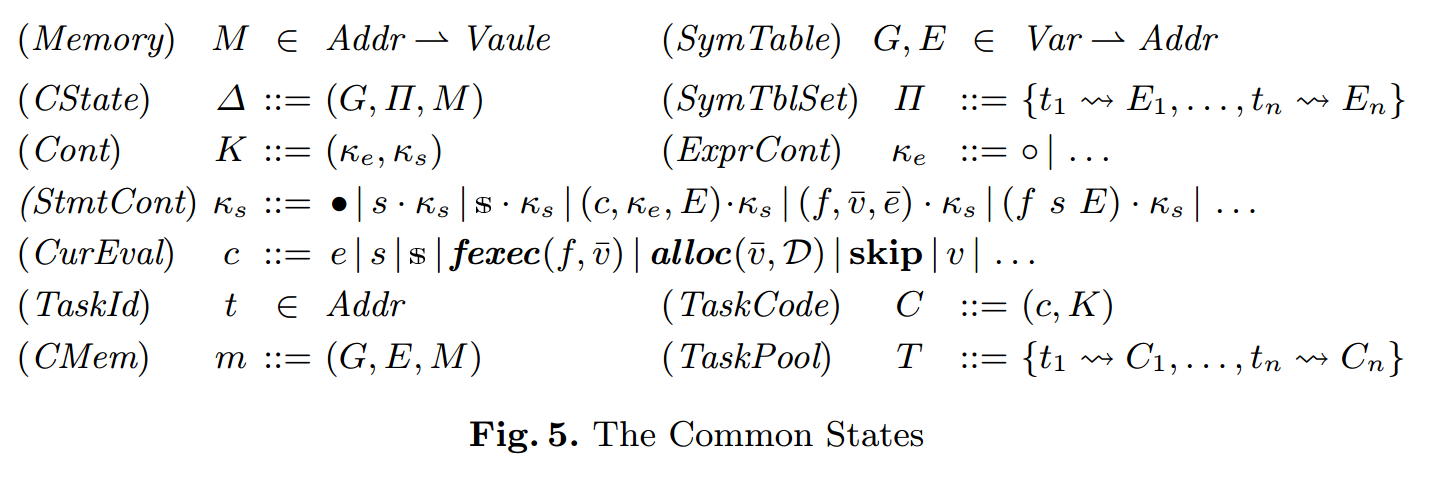 (Memory) M ∈ Addr ⇀ Vaule (SymTable) G, E ∈ Var ⇀ Addr
(CState) Δ ::= (G, Π, M) (SymTblSet) Π ::= {t₁ ⇝ E₁, . . . , tₙ ⇝ Eₙ}
(Cont) K ::= (κₑ, κₛ) (ExprCont) κₑ ::= ∘ | . . .
(StmtCont) κₛ ::= • | s · κₛ | 𝕤 · κₛ | (c, κₑ, E) · κₛ | (f, v̄, ē) · κₛ | (f s E) · κₛ | . . .
(CurEval) c ::= e | s | 𝕤 | fexec(f, v̄) | alloc(v̄, 𝒟) | skip | v | . . .
(TaskId) t ∈ Addr (TaskCode) C ::= (c, K)
(CMem) m ::= (G, E, M) (TaskPool) T ::= {t₁ ⇝ C₁, . . . , tₙ ⇝ Cₙ}
Fig. 5. The Common States